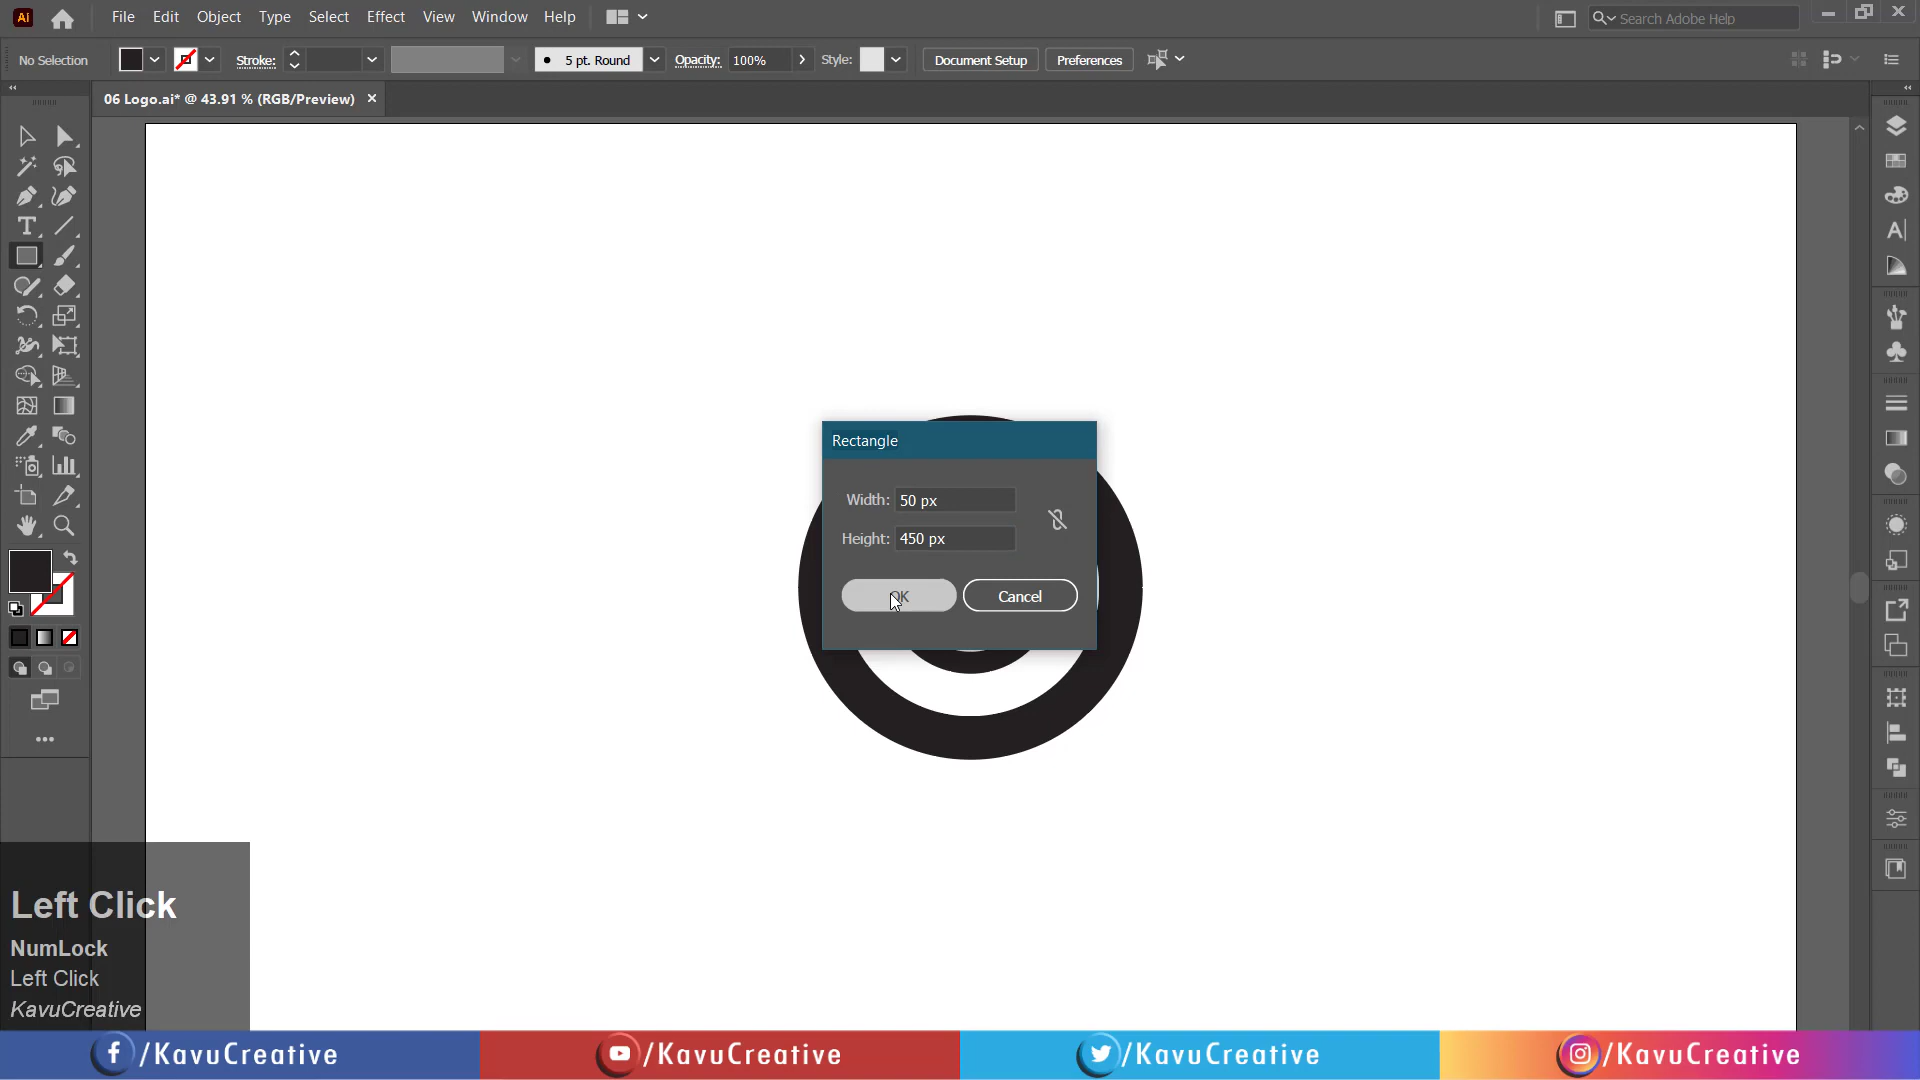 Ai File Edit Object Type Select Effect View Window Help Search Adobe Help
No Selection Stroke: 5 pt. Round Opacity: 100% Style: Document Setup Preferences
06 Logo.ai* @ 43.91 % (RGB/Preview)
Rectangle
Width: 50 px
Height: 450 px
OK Cancel
Left Click
NumLock
Left Click
KavuCreative
/KavuCreative /KavuCreative /KavuCreative /KavuCreative